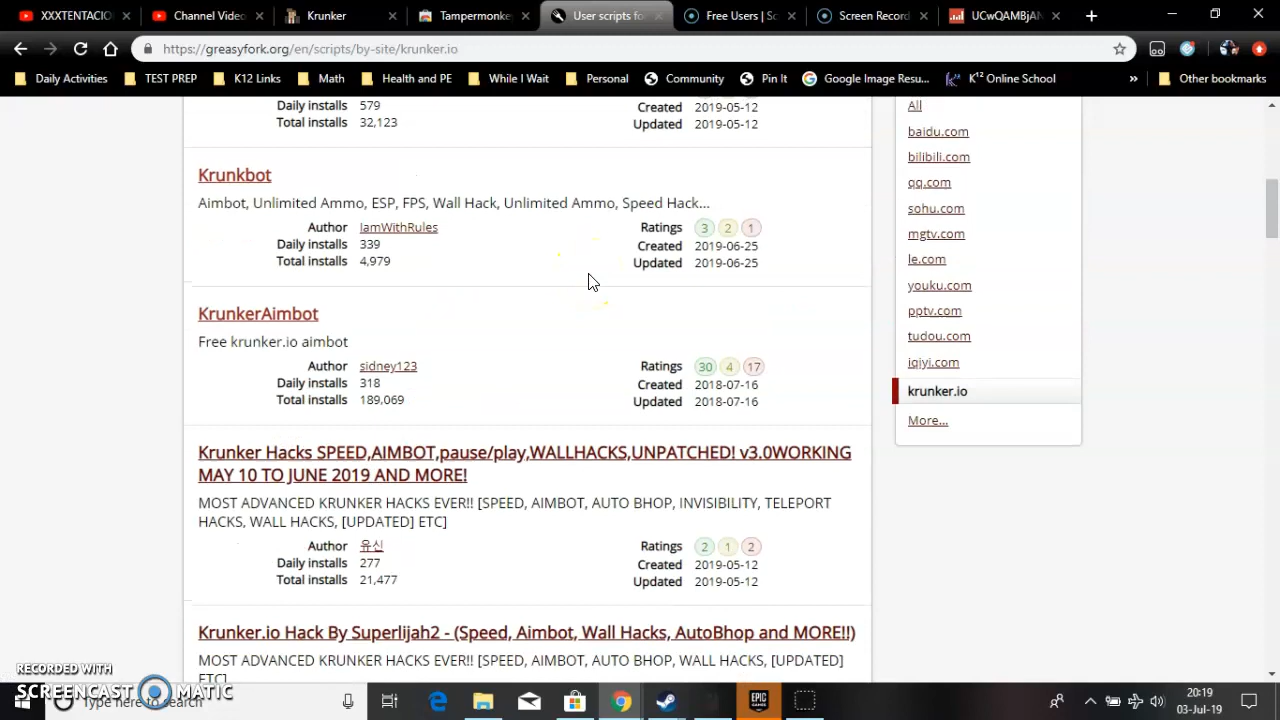 XXXTENTACIO
Channel Video
Krunker
Tampermonke
User scripts fo
Free Users | Sc
Screen Record
UCwQAMBjAN
https://greasyfork.org/en/scripts/by-site/krunker.io
Daily Activities
TEST PREP
K12 Links
Math
Health and PE
While I Wait
Personal
Community
Pin It
Google Image Resu...
K¹² Online School
Other bookmarks
Daily installs 579
Total installs 32,123
Created 2019-05-12
Updated 2019-05-12
Krunkbot
Aimbot, Unlimited Ammo, ESP, FPS, Wall Hack, Unlimited Ammo, Speed Hack...
Author IamWithRules
Daily installs 339
Total installs 4,979
Ratings 3 2 1
Created 2019-06-25
Updated 2019-06-25
KrunkerAimbot
Free krunker.io aimbot
Author sidney123
Daily installs 318
Total installs 189,069
Ratings 30 4 17
Created 2018-07-16
Updated 2018-07-16
Krunker Hacks SPEED,AIMBOT,pause/play,WALLHACKS,UNPATCHED! v3.0WORKING
MAY 10 TO JUNE 2019 AND MORE!
MOST ADVANCED KRUNKER HACKS EVER!! [SPEED, AIMBOT, AUTO BHOP, INVISIBILITY, TELEPORT
HACKS, WALL HACKS, [UPDATED] ETC]
Author 유신
Daily installs 277
Total installs 21,477
Ratings 2 1 2
Created 2019-05-12
Updated 2019-05-12
Krunker.io Hack By Superlijah2 - (Speed, Aimbot, Wall Hacks, AutoBhop and MORE!!)
MOST ADVANCED KRUNKER HACKS EVER!! [SPEED, AIMBOT, AUTO BHOP, WALL HACKS, [UPDATED]
ETC]
All
baidu.com
bilibili.com
qq.com
sohu.com
mgtv.com
le.com
youku.com
pptv.com
tudou.com
iqiyi.com
krunker.io
More...
RECORDED WITH
SCREENCAST MATIC
Type here to search
EPIC
GAMES
20:19
03-Jul-19